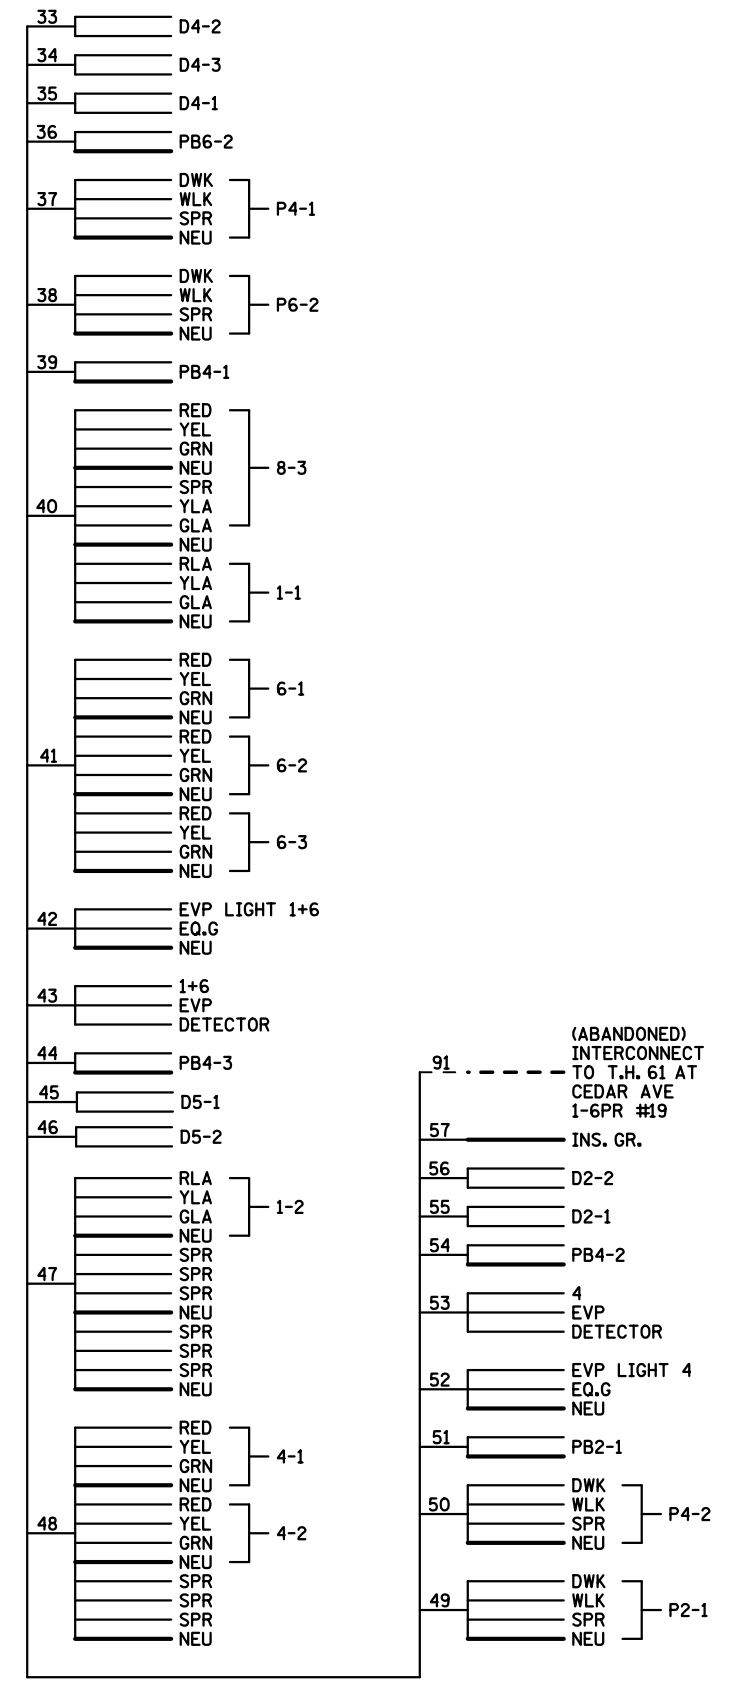 33 D4-2
34 D4-3
35 D4-1
36 PB6-2
DWK
37 WLK P4-1
SPR
NEU
DWK
38 WLK P6-2
SPR
NEU
39 PB4-1
RED
YEL
GRN
NEU 8-3
SPR
40 YLA
GLA
NEU
RLA
YLA 1-1
GLA
NEU
RED
YEL 6-1
GRN
NEU
RED
41 YEL 6-2
GRN
NEU
RED
YEL 6-3
GRN
NEU
EVP LIGHT 1+6
42 EQ.G
NEU
1+6
43 EVP
DETECTOR
44 PB4-3
45 D5-1
46 D5-2
RLA
YLA 1-2
GLA
NEU
SPR
47 SPR
SPR
NEU
SPR
SPR
SPR
NEU
RED
YEL 4-1
GRN
NEU
RED
48 YEL 4-2
GRN
NEU
SPR
SPR
SPR
NEU
(ABANDONED)
INTERCONNECT
91 TO T.H. 61 AT
CEDAR AVE
1-6PR #19
57 INS. GR.
56 D2-2
55 D2-1
54 PB4-2
4
53 EVP
DETECTOR
EVP LIGHT 4
52 EQ.G
NEU
51 PB2-1
DWK
50 WLK P4-2
SPR
NEU
DWK
49 WLK P2-1
SPR
NEU